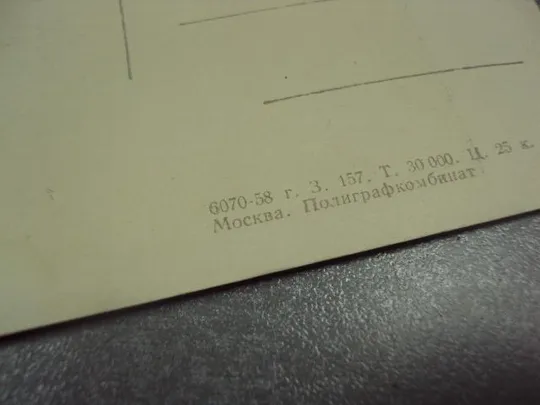 6070-58 г. З. 157. Т. 30 000. Ц. 25 к.
Москва. Полиграфкомбинат